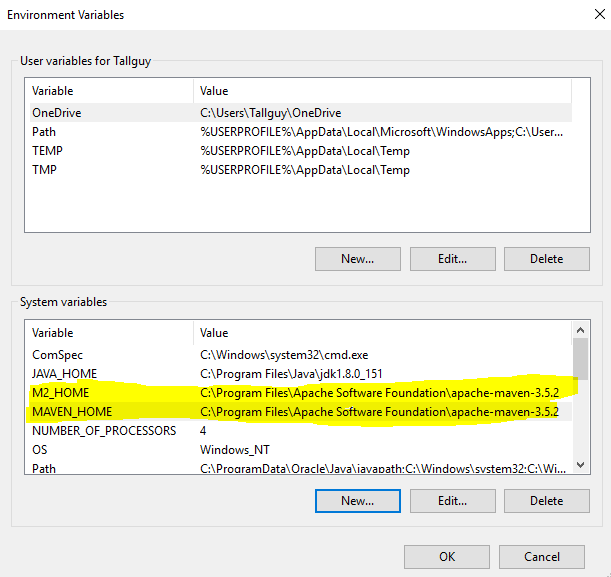 Environment Variables
User variables for Tallguy
Variable Value
OneDrive C:\Users\Tallguy\OneDrive
Path %USERPROFILE%\AppData\Local\Microsoft\WindowsApps;C:\User...
TEMP %USERPROFILE%\AppData\Local\Temp
TMP %USERPROFILE%\AppData\Local\Temp
New... Edit... Delete
System variables
Variable Value
ComSpec C:\Windows\system32\cmd.exe
JAVA_HOME C:\Program Files\Java\jdk1.8.0_151
M2_HOME C:\Program Files\Apache Software Foundation\apache-maven-3.5.2
MAVEN_HOME C:\Program Files\Apache Software Foundation\apache-maven-3.5.2
NUMBER_OF_PROCESSORS 4
OS Windows_NT
Path C:\ProgramData\Oracle\Java\javapath;C:\Windows\system32;C:\Wi...
New... Edit... Delete
OK Cancel